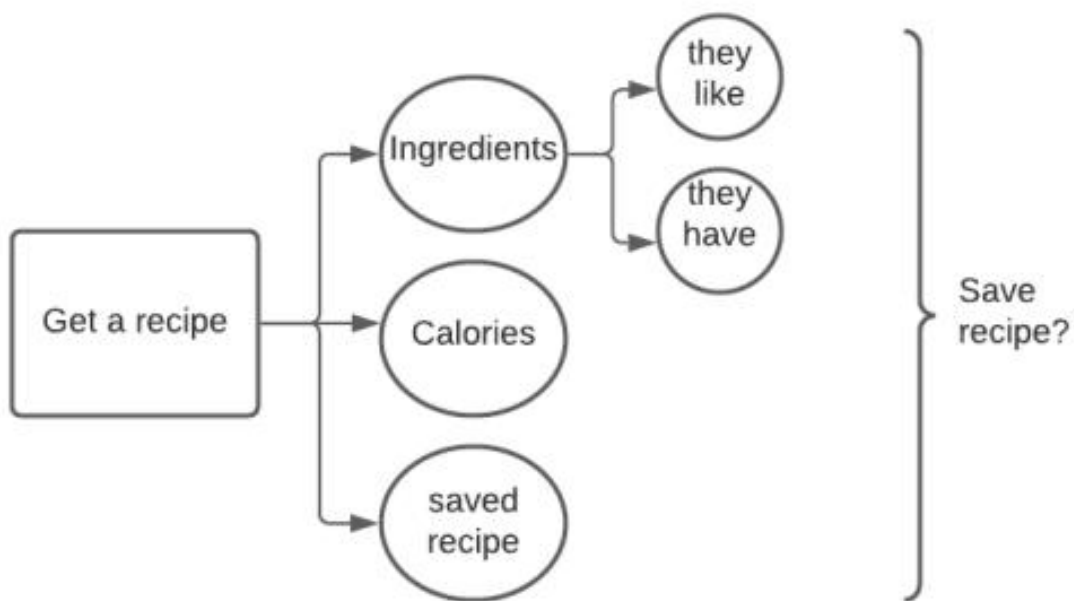 Get a recipe
Ingredients
they
like
they
have
Calories
saved
recipe
Save
recipe?